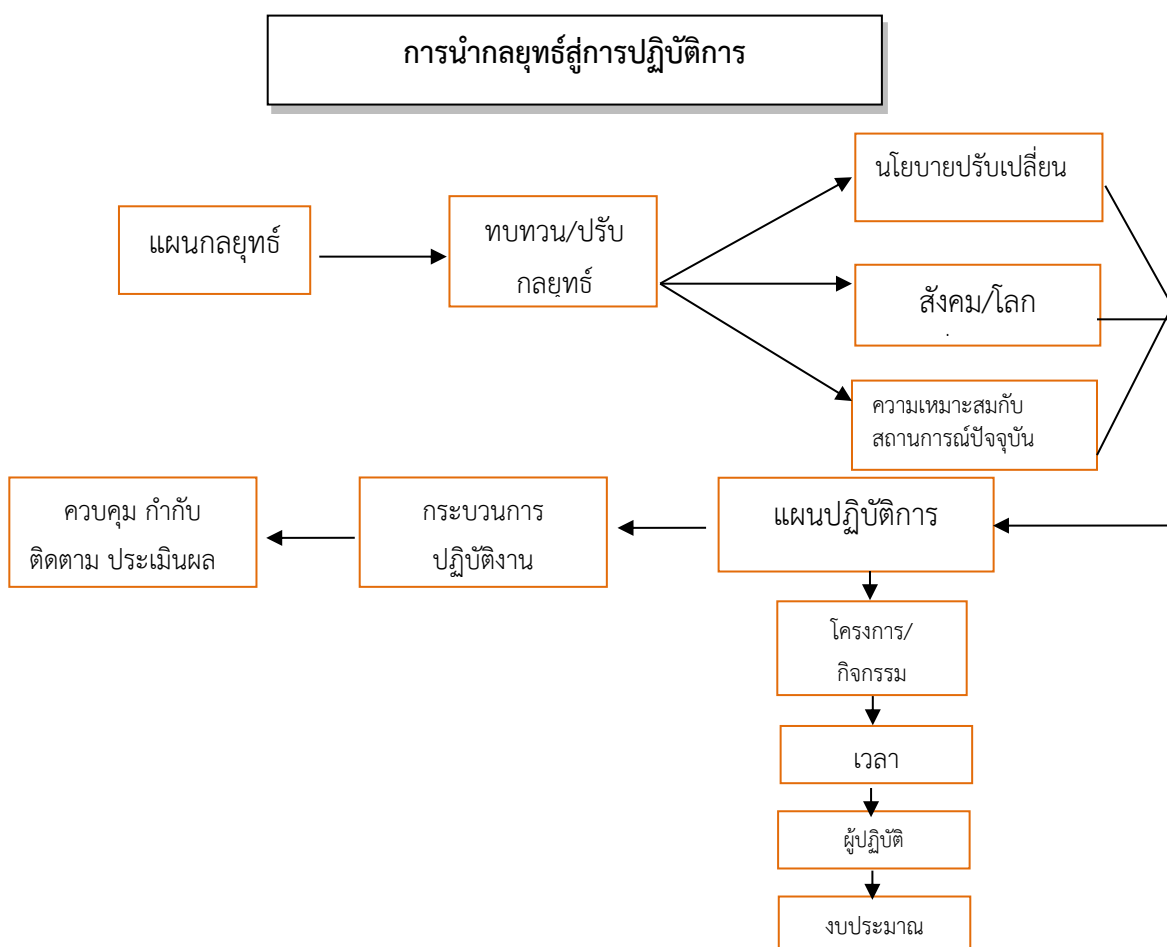 การนำกลยุทธ์สู่การปฏิบัติการ
แผนกลยุทธ์
ทบทวน/ปรับ
กลยุทธ์
นโยบายปรับเปลี่ยน
สังคม/โลก
ความเหมาะสมกับ
สถานการณ์ปัจจุบัน
แผนปฏิบัติการ
กระบวนการ
ปฏิบัติงาน
ควบคุม กำกับ
ติดตาม ประเมินผล
โครงการ/
กิจกรรม
เวลา
ผู้ปฏิบัติ
งบประมาณ